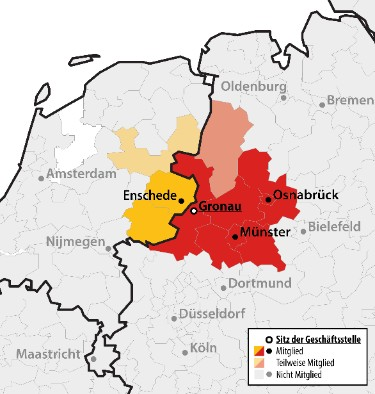 Oldenburg
Bremen
Amsterdam
Enschede
Osnabrück
Gronau
Nijmegen
Münster
Bielefeld
Dortmund
Düsseldorf
Maastricht
Köln
Sitz der Geschäftsstelle
Mitglied
Teilweise Mitglied
Nicht Mitglied